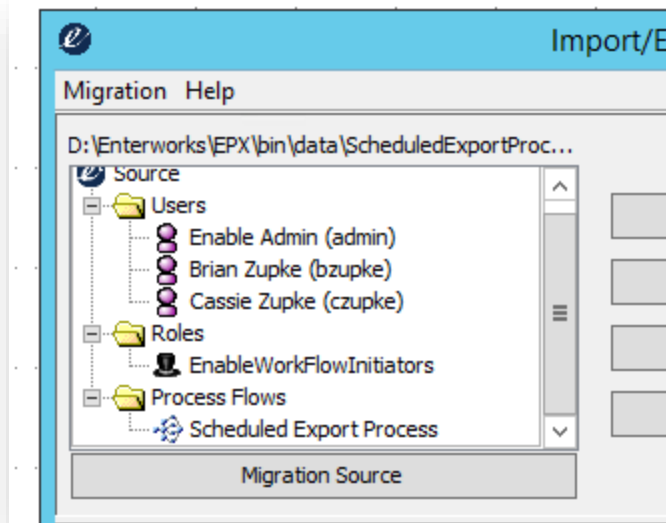 Import/E
Migration Help
D:\Enterworks\EPX\bin\data\ScheduledExportProc...
Source
Users
Enable Admin (admin)
Brian Zupke (bzupke)
Cassie Zupke (czupke)
Roles
EnableWorkFlowInitiators
Process Flows
Scheduled Export Process
Migration Source